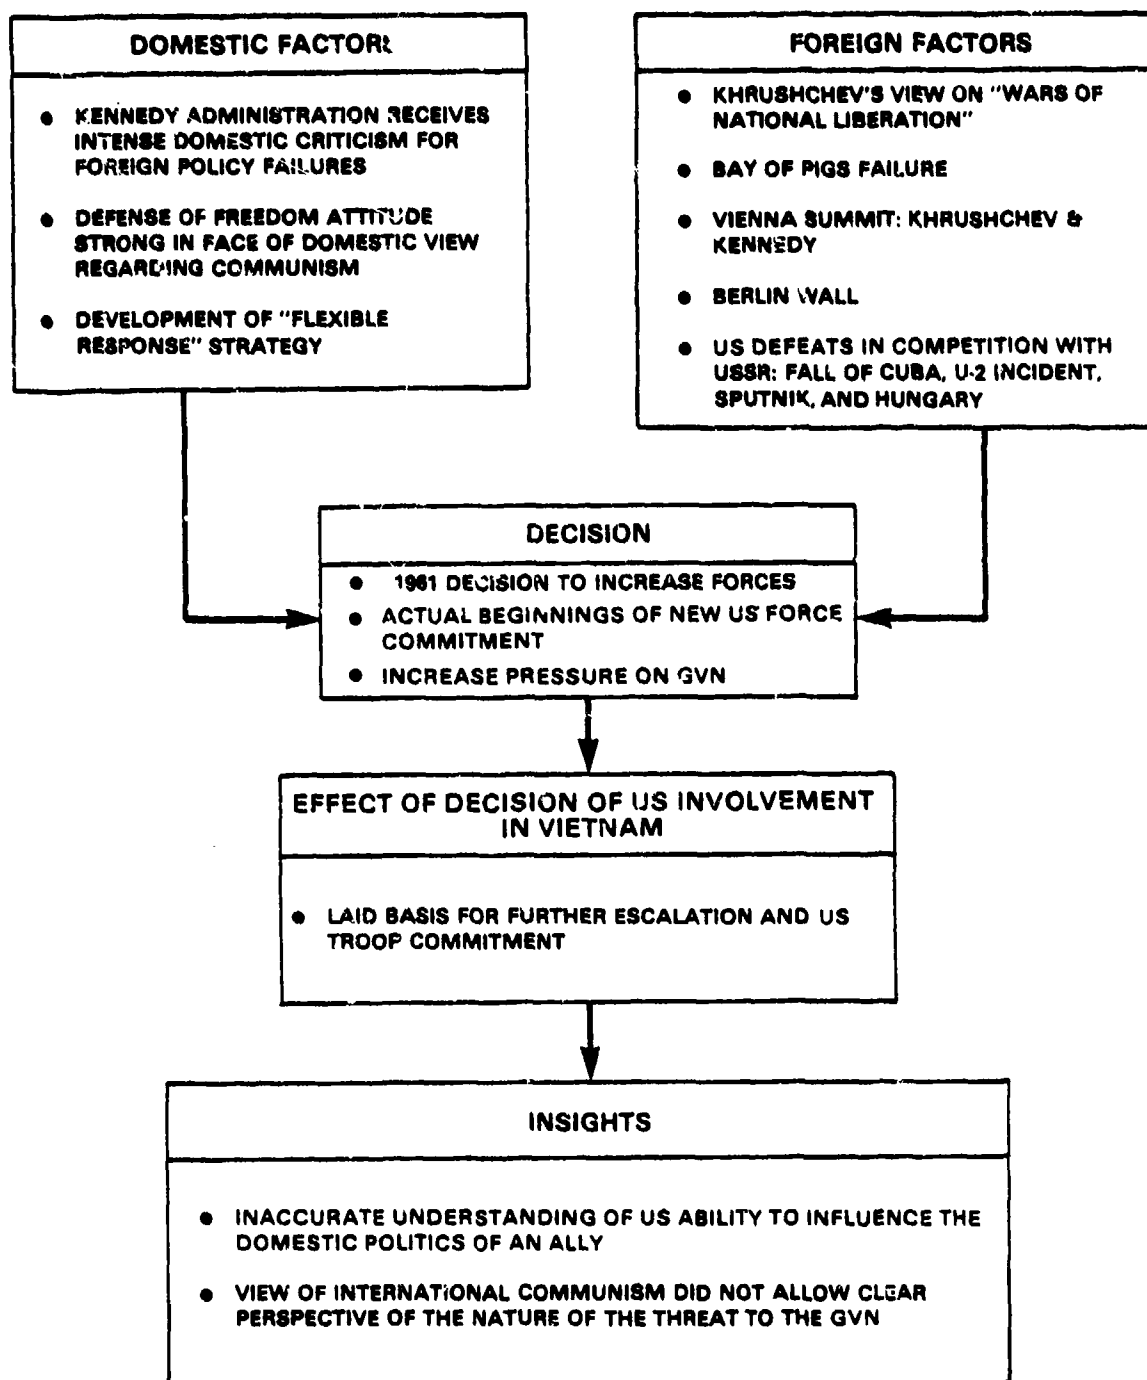 DOMESTIC FACTORS
● KENNEDY ADMINISTRATION RECEIVES
INTENSE DOMESTIC CRITICISM FOR
FOREIGN POLICY FAILURES
● DEFENSE OF FREEDOM ATTITUDE
STRONG IN FACE OF DOMESTIC VIEW
REGARDING COMMUNISM
● DEVELOPMENT OF "FLEXIBLE
RESPONSE" STRATEGY
FOREIGN FACTORS
● KHRUSHCHEV'S VIEW ON "WARS OF
NATIONAL LIBERATION"
● BAY OF PIGS FAILURE
● VIENNA SUMMIT: KHRUSHCHEV &
KENNEDY
● BERLIN WALL
● US DEFEATS IN COMPETITION WITH
USSR: FALL OF CUBA, U-2 INCIDENT,
SPUTNIK, AND HUNGARY
DECISION
● 1961 DECISION TO INCREASE FORCES
● ACTUAL BEGINNINGS OF NEW US FORCE
COMMITMENT
● INCREASE PRESSURE ON GVN
EFFECT OF DECISION OF US INVOLVEMENT
IN VIETNAM
● LAID BASIS FOR FURTHER ESCALATION AND US
TROOP COMMITMENT
INSIGHTS
● INACCURATE UNDERSTANDING OF US ABILITY TO INFLUENCE THE
DOMESTIC POLITICS OF AN ALLY
● VIEW OF INTERNATIONAL COMMUNISM DID NOT ALLOW CLEAR
PERSPECTIVE OF THE NATURE OF THE THREAT TO THE GVN